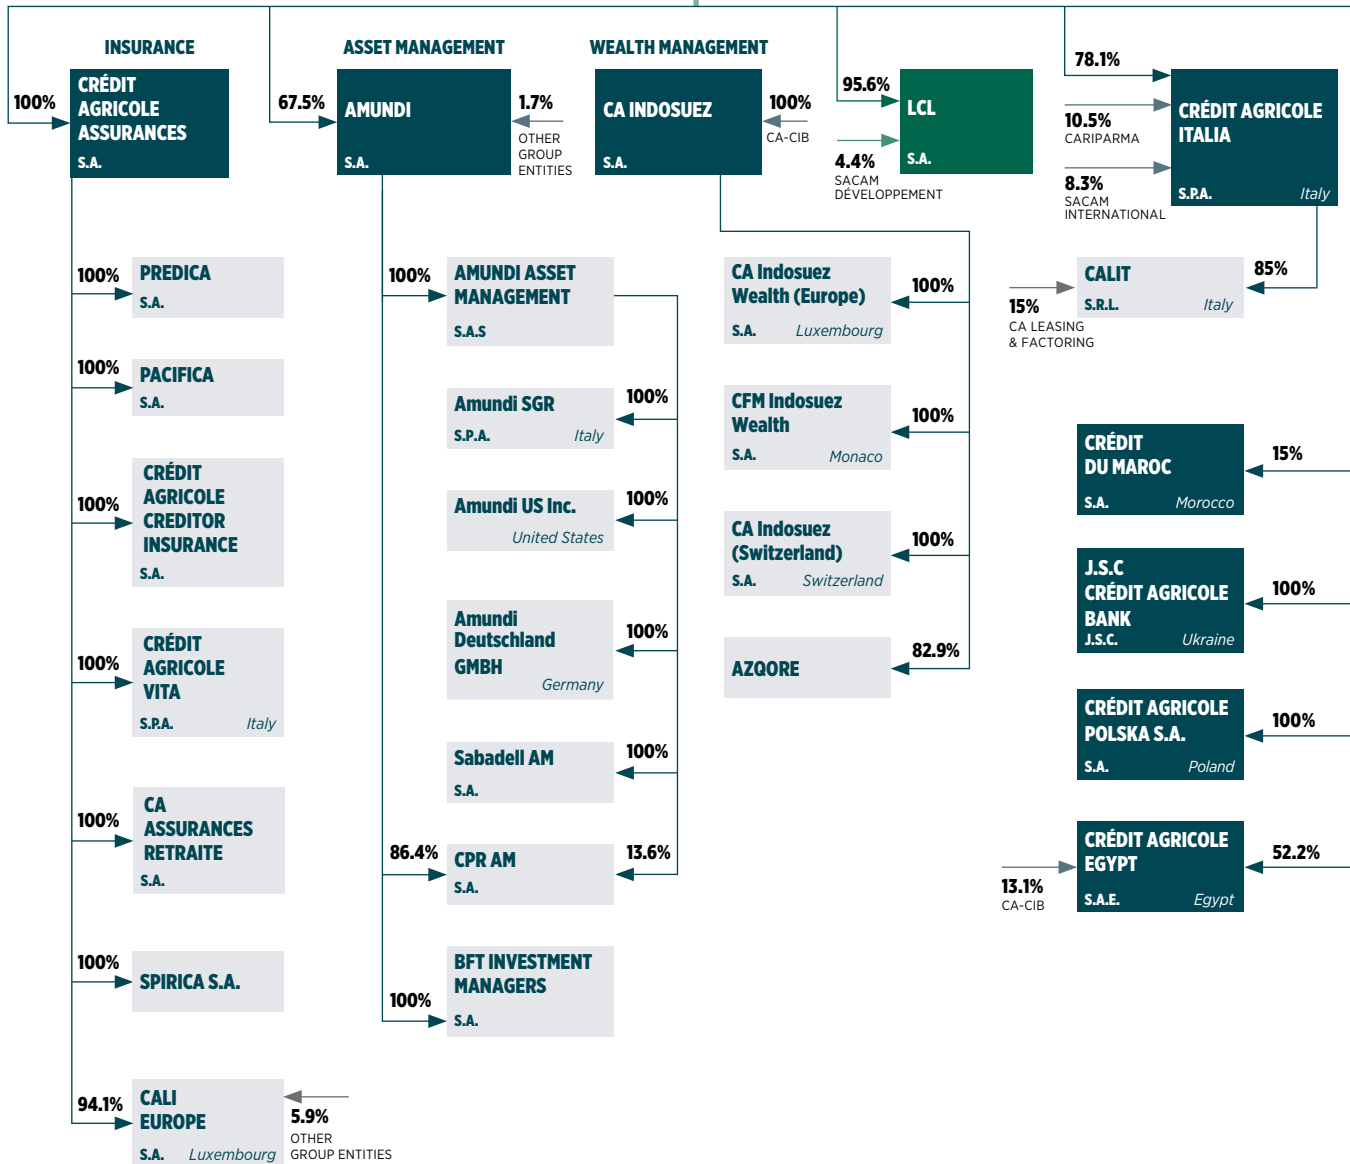 INSURANCE
100%
CRÉDIT
AGRICOLE
ASSURANCES
S.A.
100%
PREDICA
S.A.
100%
PACIFICA
S.A.
100%
CRÉDIT
AGRICOLE
CREDITOR
INSURANCE
S.A.
100%
CRÉDIT
AGRICOLE
VITA
S.P.A. Italy
100%
CA
ASSURANCES
RETRAITE
S.A.
100%
SPIRICA S.A.
94.1%
CALI
EUROPE
S.A. Luxembourg
5.9%
OTHER
GROUP ENTITIES
ASSET MANAGEMENT
67.5%
AMUNDI
S.A.
1.7%
OTHER
GROUP
ENTITIES
100%
AMUNDI ASSET
MANAGEMENT
S.A.S
Amundi SGR
S.P.A. Italy
100%
Amundi US Inc.
United States
100%
Amundi
Deutschland
GMBH
Germany
100%
Sabadell AM
S.A.
100%
86.4%
CPR AM
S.A.
13.6%
100%
BFT INVESTMENT
MANAGERS
S.A.
WEALTH MANAGEMENT
CA INDOSUEZ
S.A.
100%
CA-CIB
CA Indosuez
Wealth (Europe)
S.A. Luxembourg
100%
CFM Indosuez
Wealth
S.A. Monaco
100%
CA Indosuez
(Switzerland)
S.A. Switzerland
100%
AZQORE
82.9%
95.6%
LCL
S.A.
4.4%
SACAM
DÉVELOPPEMENT
78.1%
10.5%
CARIPARMA
8.3%
SACAM
INTERNATIONAL
CRÉDIT AGRICOLE
ITALIA
S.P.A. Italy
CALIT
S.R.L. Italy
85%
15%
CA LEASING
& FACTORING
CRÉDIT
DU MAROC
S.A. Morocco
15%
J.S.C
CRÉDIT AGRICOLE
BANK
J.S.C. Ukraine
100%
CRÉDIT AGRICOLE
POLSKA S.A.
S.A. Poland
100%
CRÉDIT AGRICOLE
EGYPT
S.A.E. Egypt
52.2%
13.1%
CA-CIB